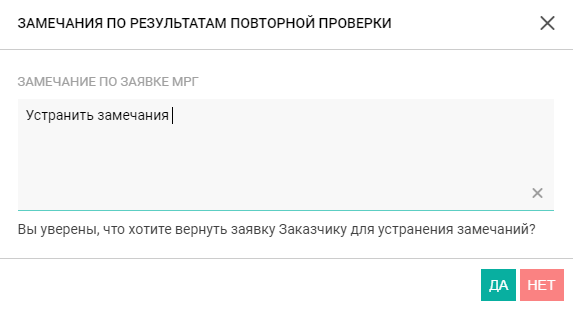 ЗАМЕЧАНИЯ ПО РЕЗУЛЬТАТАМ ПОВТОРНОЙ ПРОВЕРКИ
ЗАМЕЧАНИЕ ПО ЗАЯВКЕ МРГ
Устранить замечания
Вы уверены, что хотите вернуть заявку Заказчику для устранения замечаний?
ДА НЕТ